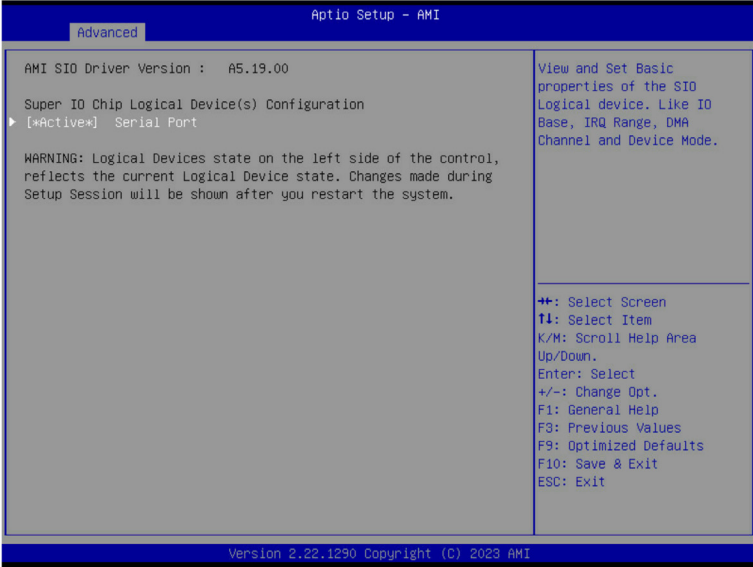 Aptio Setup – AMI
Advanced
AMI SIO Driver Version : A5.19.00
Super IO Chip Logical Device(s) Configuration
[*Active*] Serial Port
WARNING: Logical Devices state on the left side of the control,
reflects the current Logical Device state. Changes made during
Setup Session will be shown after you restart the system.
View and Set Basic
properties of the SIO
Logical device. Like IO
Base, IRQ Range, DMA
Channel and Device Mode.
→←: Select Screen
↑↓: Select Item
K/M: Scroll Help Area
Up/Down.
Enter: Select
+/-: Change Opt.
F1: General Help
F3: Previous Values
F9: Optimized Defaults
F10: Save & Exit
ESC: Exit
Version 2.22.1290 Copyright (C) 2023 AMI